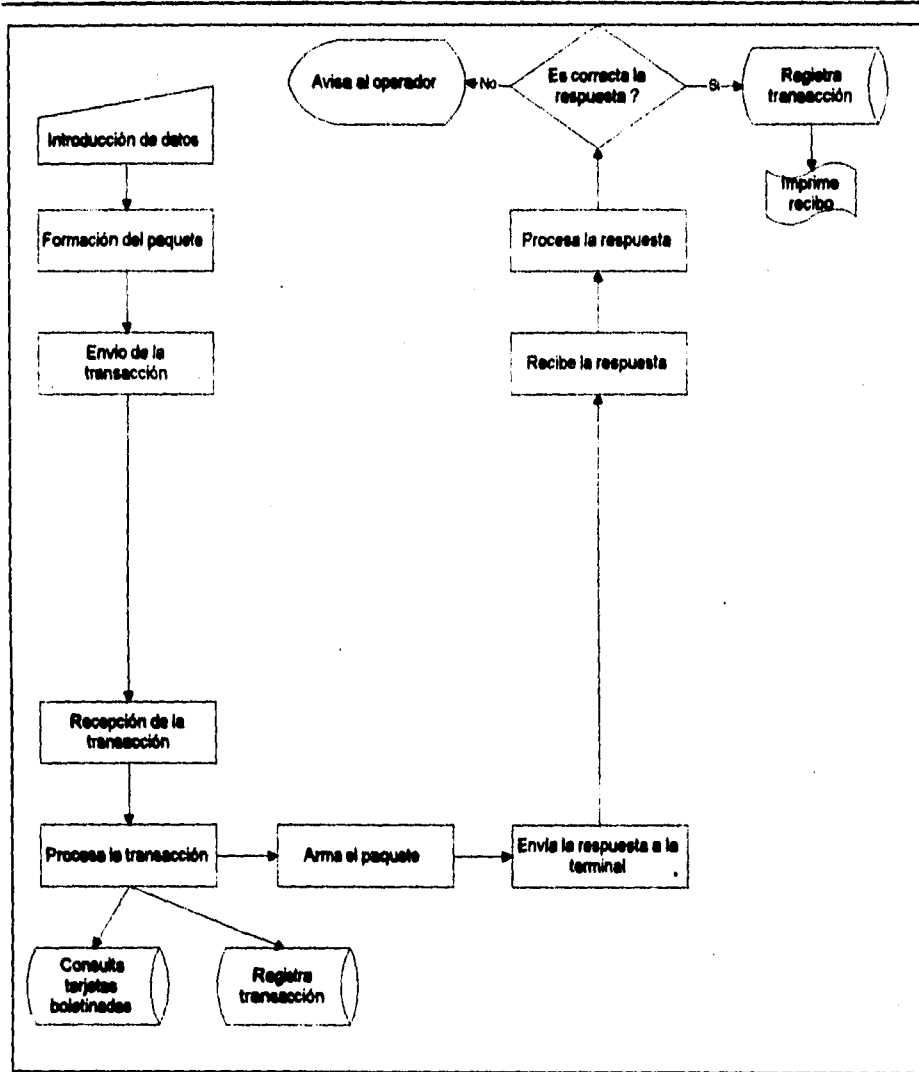 Introducción de datos
Formación del paquete
Envio de la
transacción
Recepción de la
transacción
Procesa la transacción
Consulta
tarjetas
boletinadas
Registra
transacción
Arma el paquete
Envía la respuesta a la
terminal
Recibe la respuesta
Procesa la respuesta
Es correcta la
respuesta ?
No
Avisa al operador
Si
Registra
transacción
Imprime
recibo